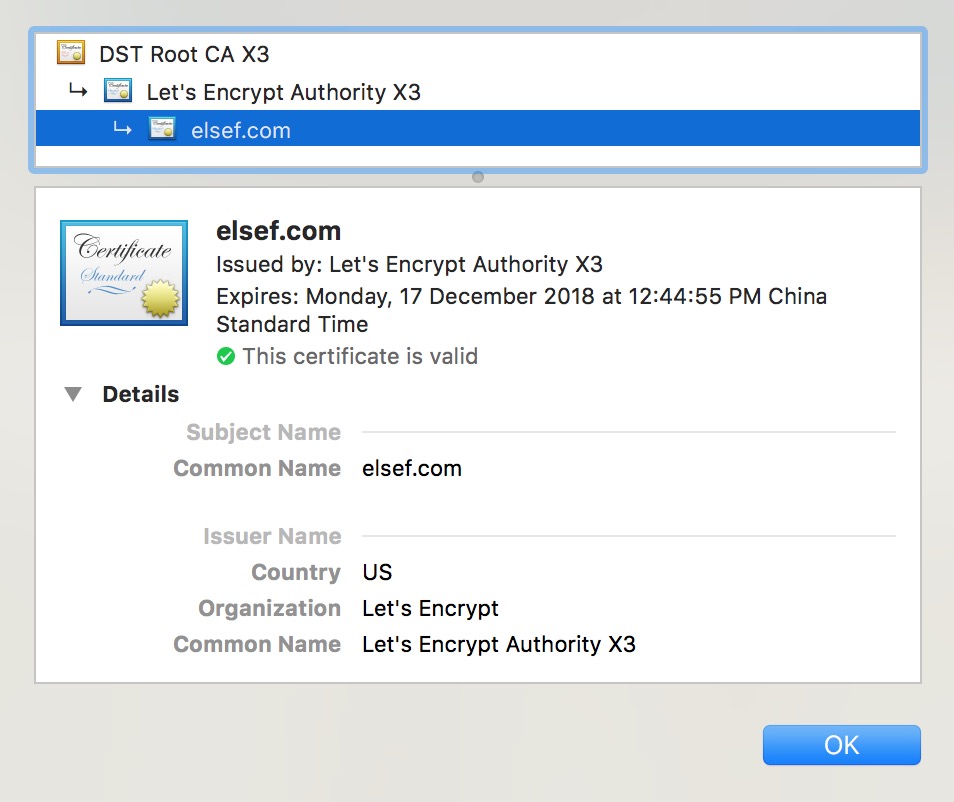 DST Root CA X3
Let's Encrypt Authority X3
elsef.com
Certificate
Standard
elsef.com
Issued by: Let's Encrypt Authority X3
Expires: Monday, 17 December 2018 at 12:44:55 PM China
Standard Time
This certificate is valid
Details
Subject Name
Common Name elsef.com
Issuer Name
Country US
Organization Let's Encrypt
Common Name Let's Encrypt Authority X3
OK